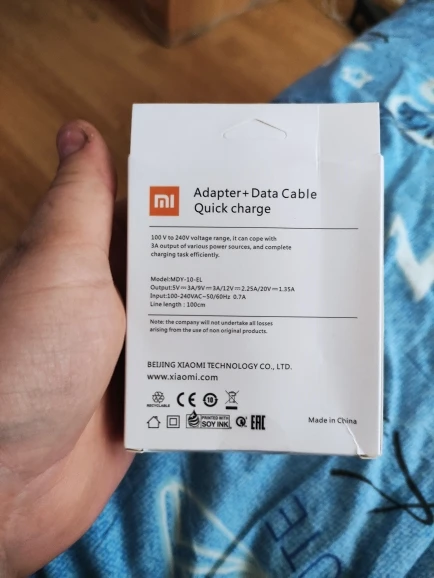 mi
Adapter+Data Cable
Quick charge
100 V to 240V voltage range, it can cope with
3A output of various power sources, and complete
charging task efficiently.
Model:MDY-10-EL
Output:5V⎓3A/9V⎓3A/12V⎓2.25A/20V⎓1.35A
Input:100-240VAC~50/60Hz 0.7A
Line length : 100cm
Note: the company will not undertake all losses
arising from the use of non original products.
BEIJING XIAOMI TECHNOLOGY CO., LTD.
www.xiaomi.com
RECYCLABLE
CE
10
PRINTED WITH
SOY INK
EAC
Made in China
UTE